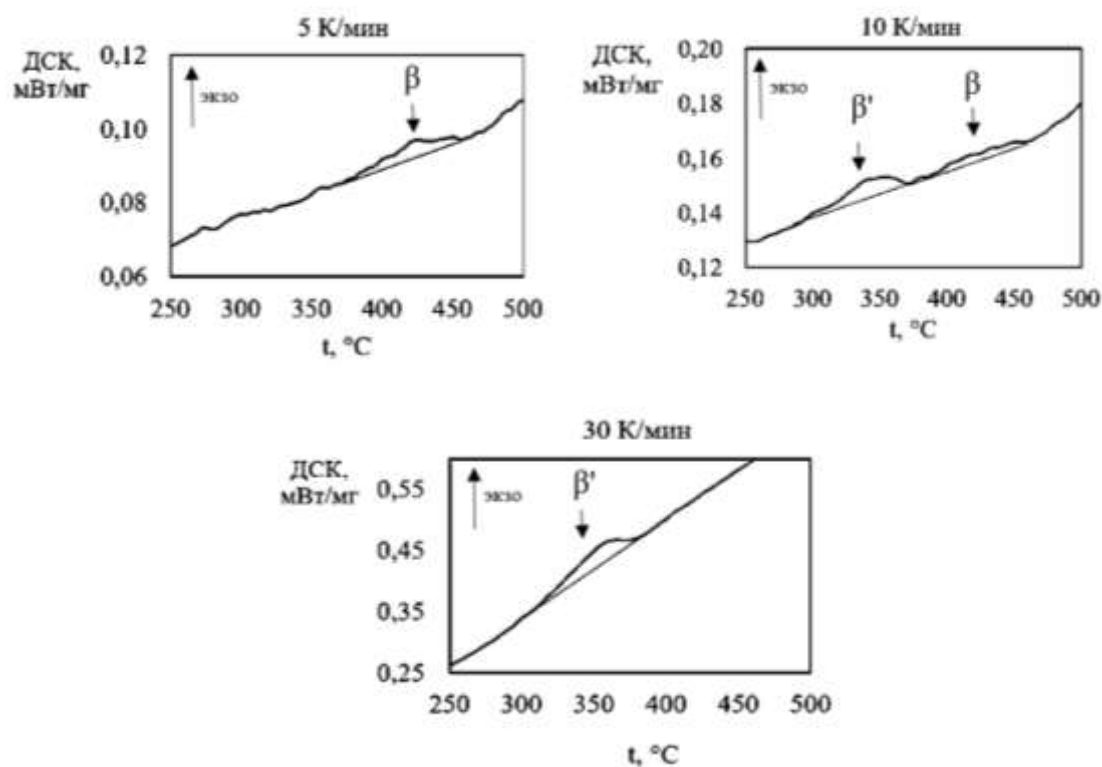 5 К/мин
ДСК,
мВт/мг
0,12
0,10
0,08
0,06
экзо
β
250 300 350 400 450 500
t, °C
10 К/мин
ДСК,
мВт/мг
0,20
0,18
0,16
0,14
0,12
экзо
β'
β
250 300 350 400 450 500
t, °C
30 К/мин
ДСК,
мВт/мг
0,55
0,45
0,35
0,25
экзо
β'
250 300 350 400 450 500
t, °C